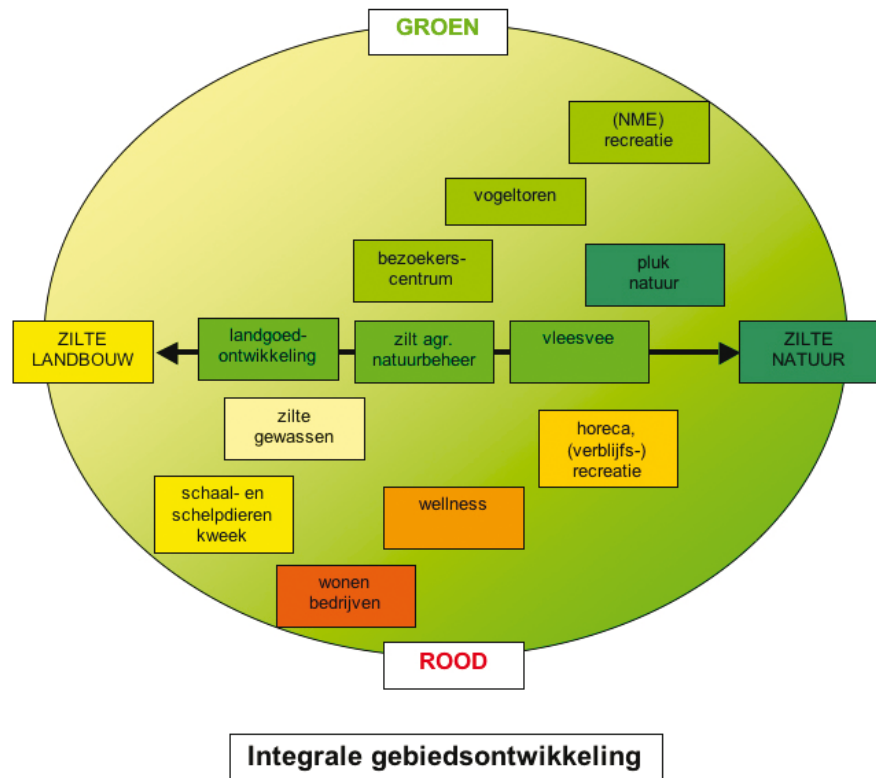 GROEN
(NME)
recreatie
vogeltoren
bezoekers-
centrum
pluk
natuur
ZILTE
LANDBOUW
landgoed-
ontwikkeling
zilt agr.
natuurbeheer
vleesvee
ZILTE
NATUUR
zilte
gewassen
horeca,
(verblijfs-)
recreatie
schaal- en
schelpdieren
kweek
wellness
wonen
bedrijven
ROOD
Integrale gebiedsontwikkeling